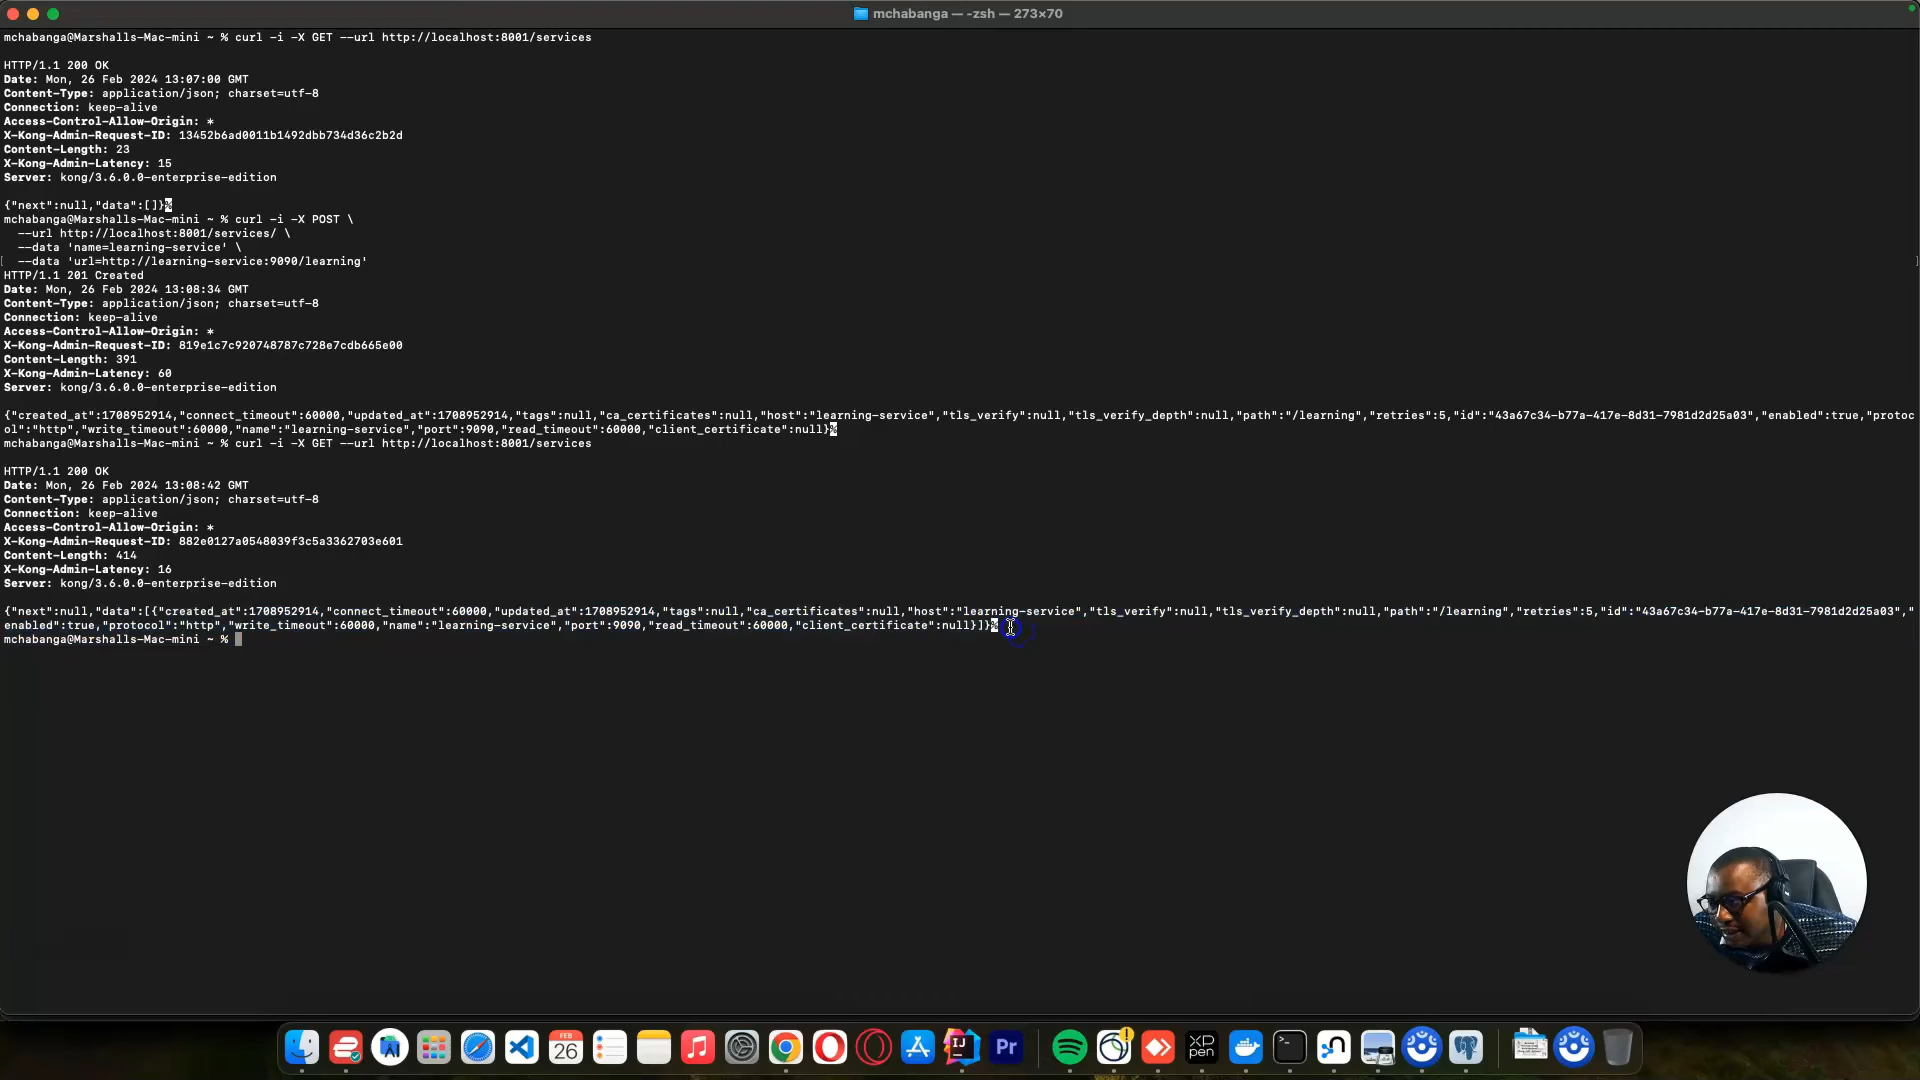 mchabanga — -zsh — 273×70
mchabanga@Marshalls-Mac-mini ~ % curl -i -X GET --url http://localhost:8001/services
HTTP/1.1 200 OK
Date: Mon, 26 Feb 2024 13:07:00 GMT
Content-Type: application/json; charset=utf-8
Connection: keep-alive
Access-Control-Allow-Origin: *
X-Kong-Admin-Request-ID: 13452b6ad0011b1492dbb734d36c2b2d
Content-Length: 23
X-Kong-Admin-Latency: 15
Server: kong/3.6.0.0-enterprise-edition
{"next":null,"data":[]}%
mchabanga@Marshalls-Mac-mini ~ % curl -i -X POST \
--url http://localhost:8001/services/ \
--data 'name=learning-service' \
[ --data 'url=http://learning-service:9090/learning' ]
HTTP/1.1 201 Created
Date: Mon, 26 Feb 2024 13:08:34 GMT
Content-Type: application/json; charset=utf-8
Connection: keep-alive
Access-Control-Allow-Origin: *
X-Kong-Admin-Request-ID: 819e1c7c920748787c728e7cdb665e00
Content-Length: 391
X-Kong-Admin-Latency: 60
Server: kong/3.6.0.0-enterprise-edition
{"created_at":1708952914,"connect_timeout":60000,"updated_at":1708952914,"tags":null,"ca_certificates":null,"host":"learning-service","tls_verify":null,"tls_verify_depth":null,"path":"/learning","retries":5,"id":"43a67c34-b77a-417e-8d31-7981d2d25a03","enabled":true,"proto
ol":"http","write_timeout":60000,"name":"learning-service","port":9090,"read_timeout":60000,"client_certificate":null}%
mchabanga@Marshalls-Mac-mini ~ % curl -i -X GET --url http://localhost:8001/services
HTTP/1.1 200 OK
Date: Mon, 26 Feb 2024 13:08:42 GMT
Content-Type: application/json; charset=utf-8
Connection: keep-alive
Access-Control-Allow-Origin: *
X-Kong-Admin-Request-ID: 882e0127a0548039f3c5a3362703e601
Content-Length: 414
X-Kong-Admin-Latency: 16
Server: kong/3.6.0.0-enterprise-edition
{"next":null,"data":[{"created_at":1708952914,"connect_timeout":60000,"updated_at":1708952914,"tags":null,"ca_certificates":null,"host":"learning-service","tls_verify":null,"tls_verify_depth":null,"path":"/learning","retries":5,"id":"43a67c34-b77a-417e-8d31-7981d2d25a03","
enabled":true,"protocol":"http","write_timeout":60000,"name":"learning-service","port":9090,"read_timeout":60000,"client_certificate":null}]}%
mchabanga@Marshalls-Mac-mini ~ %
FEB
26
IJ
Pr
XP
pen